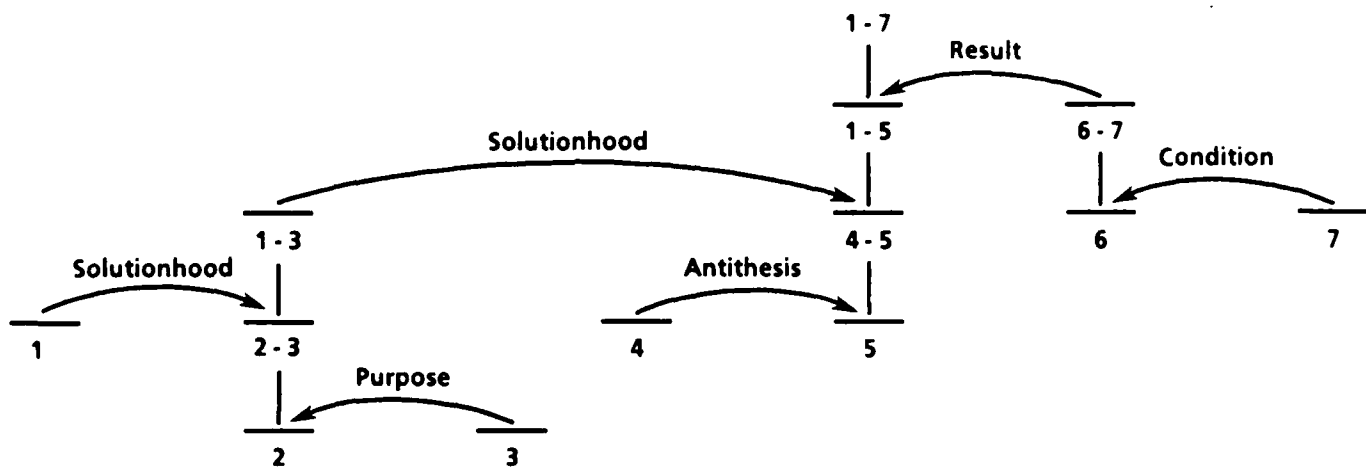 1 - 7
Result
1 - 5
6 - 7
Solutionhood
Condition
1 - 3
4 - 5
6
7
Solutionhood
Antithesis
1
2 - 3
4
5
Purpose
2
3